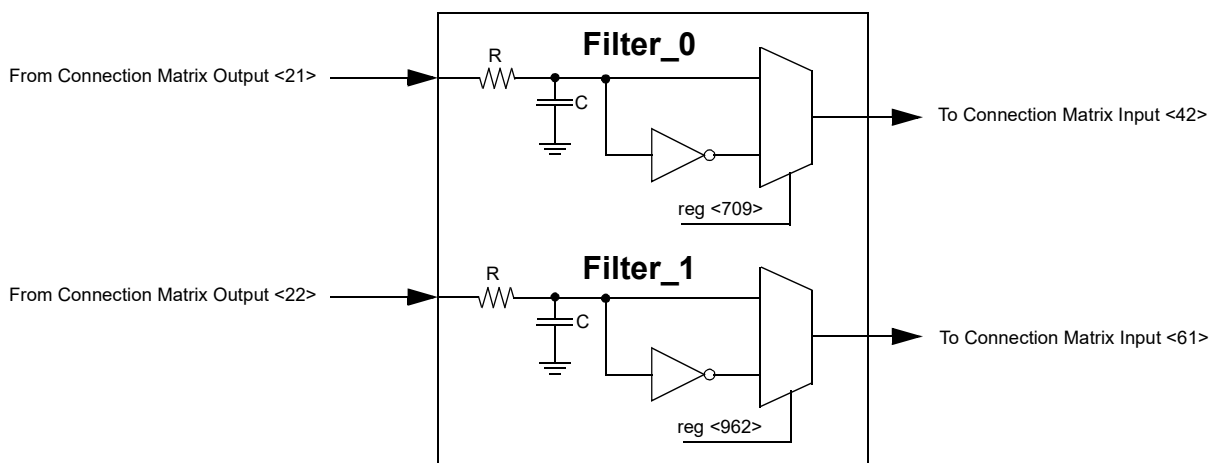 Filter_0
R
From Connection Matrix Output <21>
C
To Connection Matrix Input <42>
reg <709>
Filter_1
R
From Connection Matrix Output <22>
C
To Connection Matrix Input <61>
reg <962>